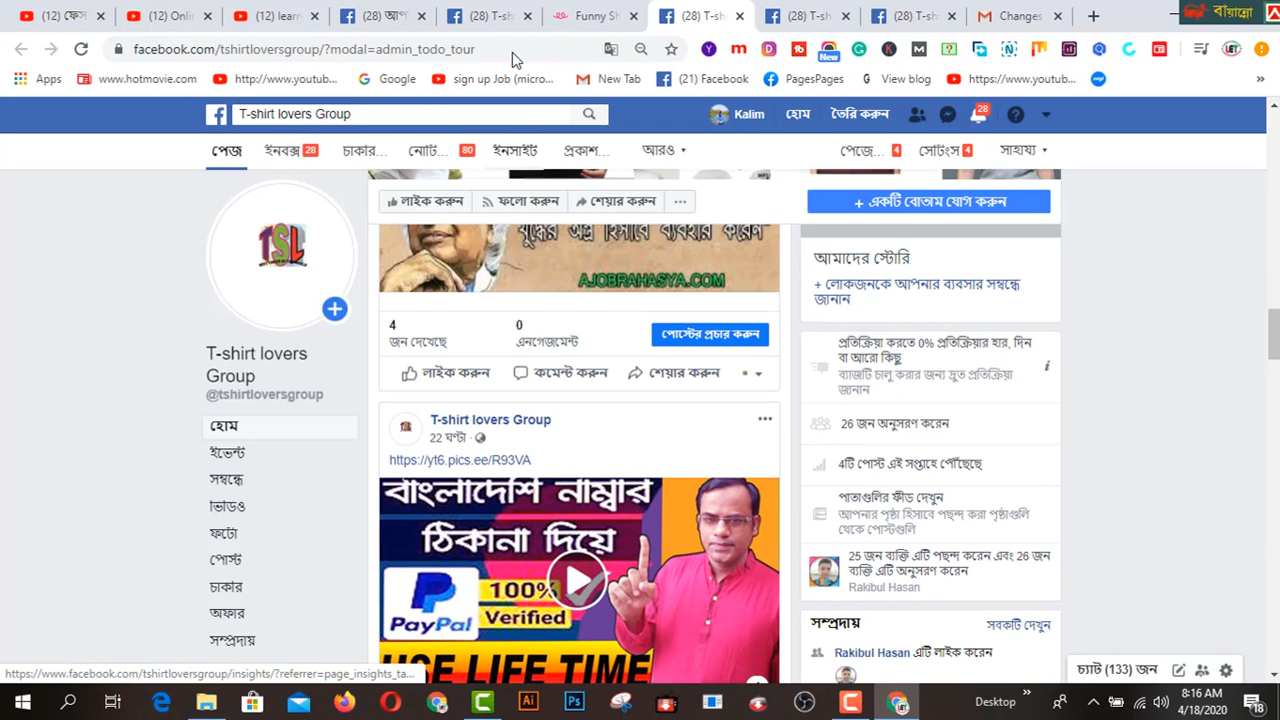 (12) ফেস
(12) Onli
(12) learn
(28) আপ
(28) T
Funny Sh
(28) T-sh
(28) T-sh
(28) T-sh
Changes
বায়ান্নো
facebook.com/tshirtloversgroup/?modal=admin_todo_tour
New
Apps
www.hotmovie.com
http://www.youtub...
Google
sign up Job (micro...
New Tab
(21) Facebook
PagesPages
View blog
https://www.youtub...
T-shirt lovers Group
Kalim
হোম
তৈরি করুন
28
পেজ
ইনবক্স 28
চাকার...
নোট... 80
ইনসাইট
প্রকাশ...
আরও
পেজে... 4
সেটিংস 4
সাহায্য
লাইক করুন
ফলো করুন
শেয়ার করুন
...
+ একটি বোতাম যোগ করুন
TSL
T-shirt lovers
Group
@tshirtloversgroup
হোম
ইভেন্ট
সম্বন্ধে
ভিডিও
ফটো
পোস্ট
চাকার
অফার
সম্প্রদায়
যুদ্ধের অস্ত্র হিসাবে ব্যবহার করেন
AJOBRAHASYA.COM
4
জন দেখেছে
0
এনগেজমেন্ট
পোস্টের প্রচার করুন
লাইক করুন
কমেন্ট করুন
শেয়ার করুন
T-shirt lovers Group
22 ঘণ্টা
https://yt6.pics.ee/R93VA
বাংলাদেশি নাম্বার
ঠিকানা দিয়ে
PayPal
100%
Verified
USE LIFE TIME
আমাদের স্টোরি
+ লোকজনকে আপনার ব্যবসার সম্বন্ধে
জানান
প্রতিক্রিয়া করতে 0% প্রতিক্রিয়ার হার, দিন
বা আরো কিছু
ব্যাজটি চালু করার জন্য দ্রুত প্রতিক্রিয়া
জানান
26 জন অনুসরণ করেন
4টি পোস্ট এই সপ্তাহে পৌঁছেছে
পাতাগুলির ফীড দেখুন
আপনার পৃষ্ঠা হিসাবে পছন্দ করা পৃষ্ঠাগুলি
থেকে পোস্টগুলি
25 জন ব্যক্তি এটি পছন্দ করেন এবং 26 জন
ব্যক্তি এটি অনুসরণ করেন
Rakibul Hasan
সম্প্রদায়
সবকটি দেখুন
Rakibul Hasan এটি লাইক করেন
চ্যাট (133) জন
https://www.facebook.com/tshirtloversgroup/insights/?referrer=page_insights_ta...
Desktop
8:16 AM
4/18/2020
18